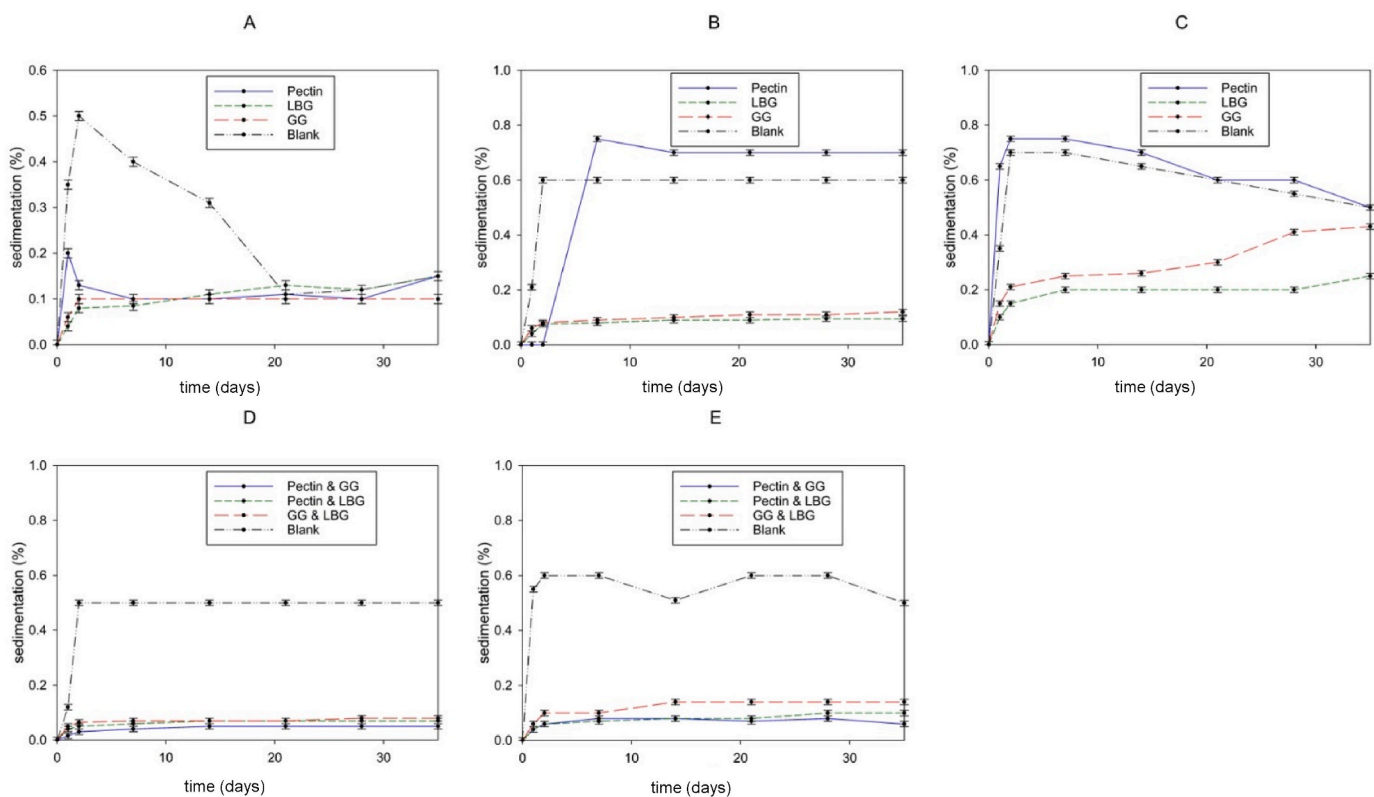 A
0.6
0.5
0.4
0.3
0.2
0.1
0.0
0
10
20
30
sedimentation (%)
time (days)
Pectin
LBG
GG
Blank
B
1.0
0.8
0.6
0.4
0.2
0.0
0
10
20
30
sedimentation (%)
time (days)
Pectin
LBG
GG
Blank
C
1.0
0.8
0.6
0.4
0.2
0.0
0
10
20
30
sedimentation (%)
time (days)
Pectin
LBG
GG
Blank
D
1.0
0.8
0.6
0.4
0.2
0.0
0
10
20
30
sedimentation (%)
time (days)
Pectin & GG
Pectin & LBG
GG & LBG
Blank
E
1.0
0.8
0.6
0.4
0.2
0.0
0
10
20
30
sedimentation (%)
time (days)
Pectin & GG
Pectin & LBG
GG & LBG
Blank